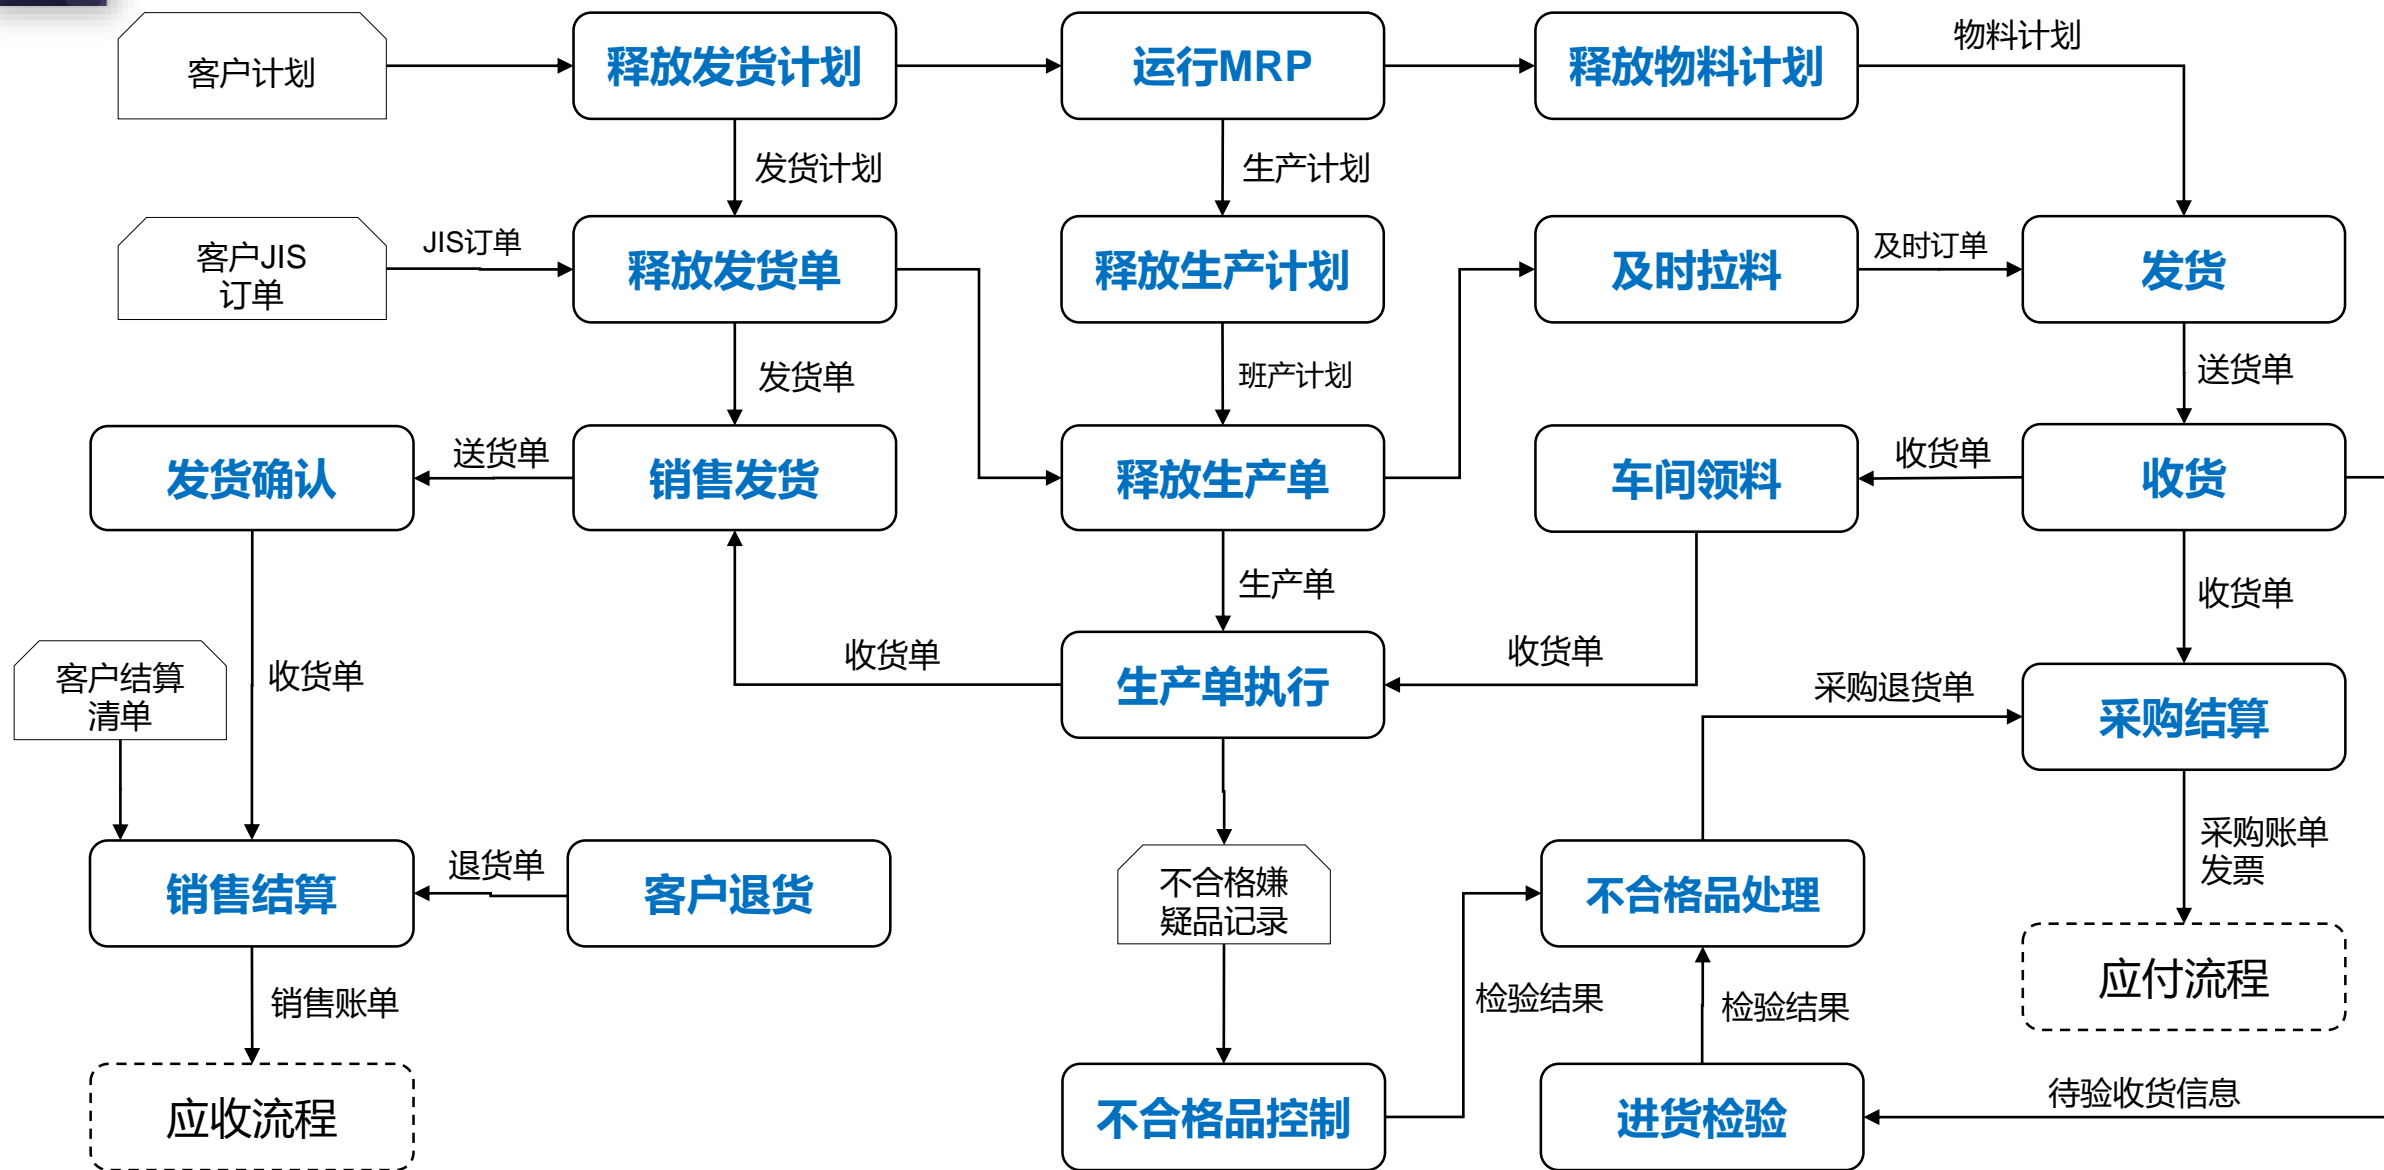 客户计划
释放发货计划
运行MRP
释放物料计划
物料计划
发货计划
生产计划
客户JIS
订单
JIS订单
释放发货单
释放生产计划
及时拉料
及时订单
发货
发货单
班产计划
送货单
发货确认
送货单
销售发货
释放生产单
车间领料
收货单
收货
生产单
收货单
客户结算
清单
收货单
收货单
生产单执行
收货单
采购退货单
采购结算
销售结算
退货单
客户退货
不合格嫌
疑品记录
不合格品处理
采购账单
发票
销售账单
检验结果
检验结果
应付流程
应收流程
不合格品控制
进货检验
待验收货信息